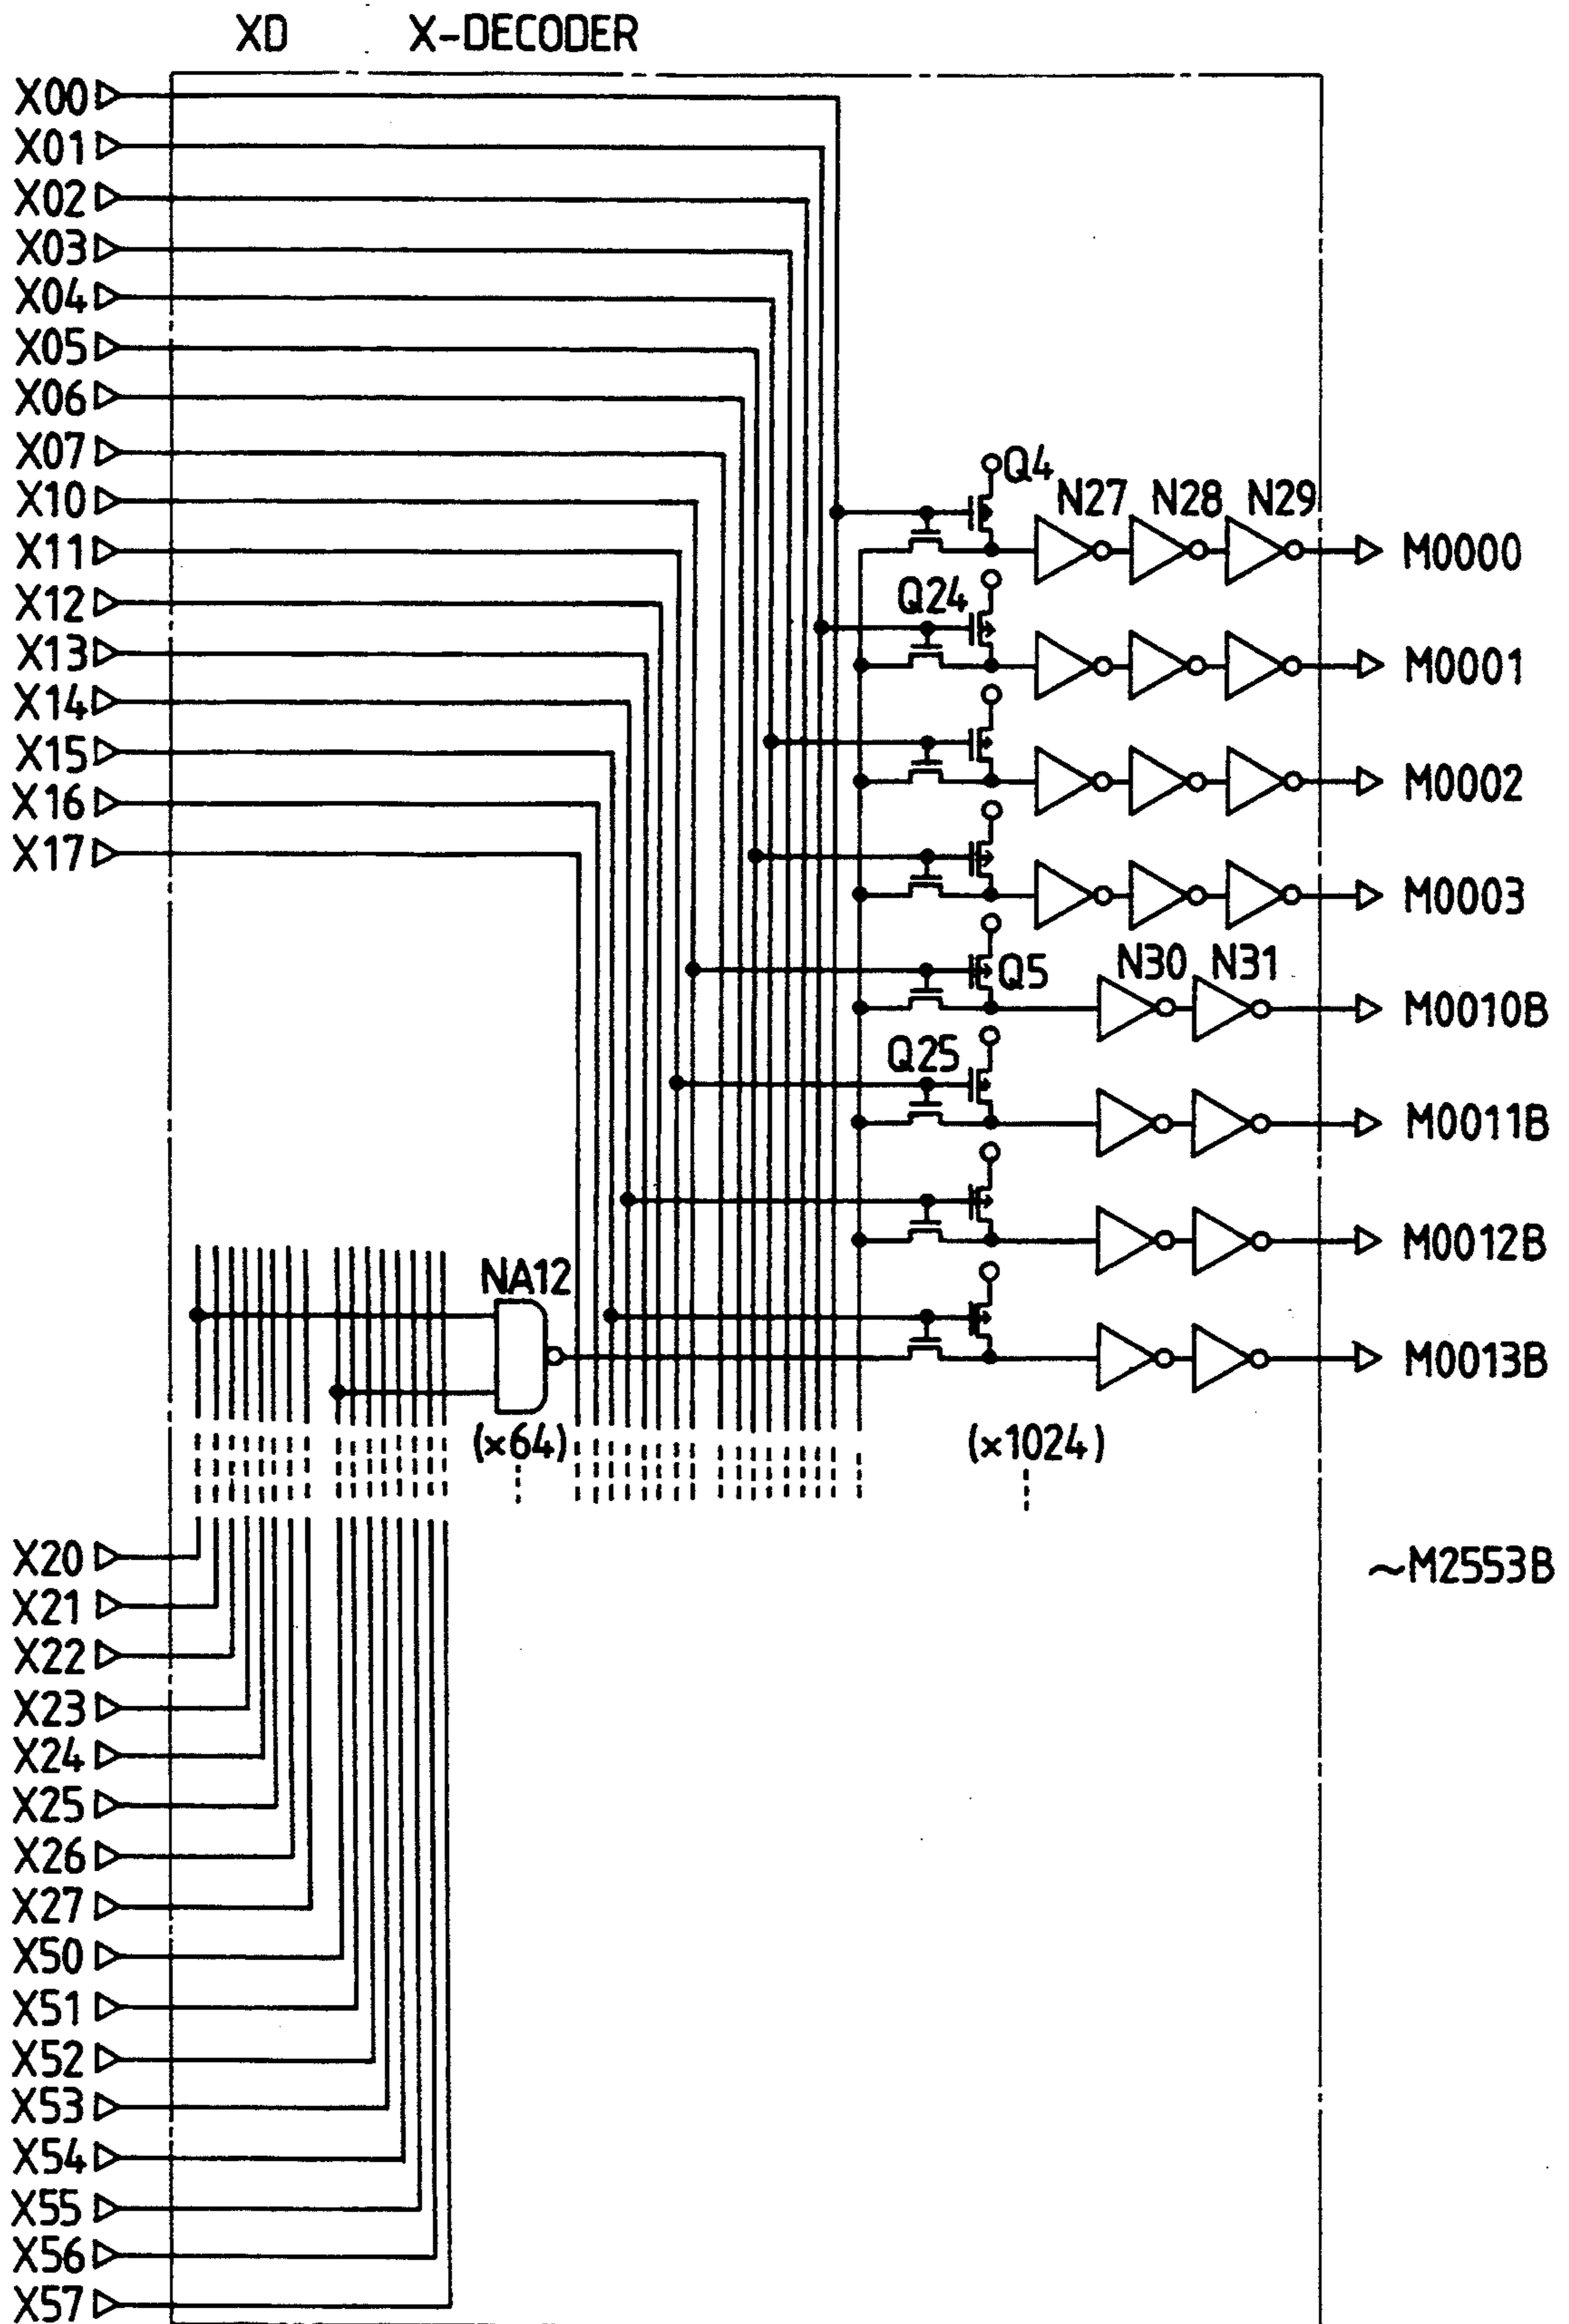 XD X-DECODER
X00
X01
X02
X03
X04
X05
X06
X07
X10
X11
X12
X13
X14
X15
X16
X17
Q4
N27 N28 N29
M0000
Q24
M0001
M0002
M0003
Q5
N30 N31
M0010B
Q25
M0011B
M0012B
NA12
M0013B
(×64)
(×1024)
X20
~M2553B
X21
X22
X23
X24
X25
X26
X27
X50
X51
X52
X53
X54
X55
X56
X57